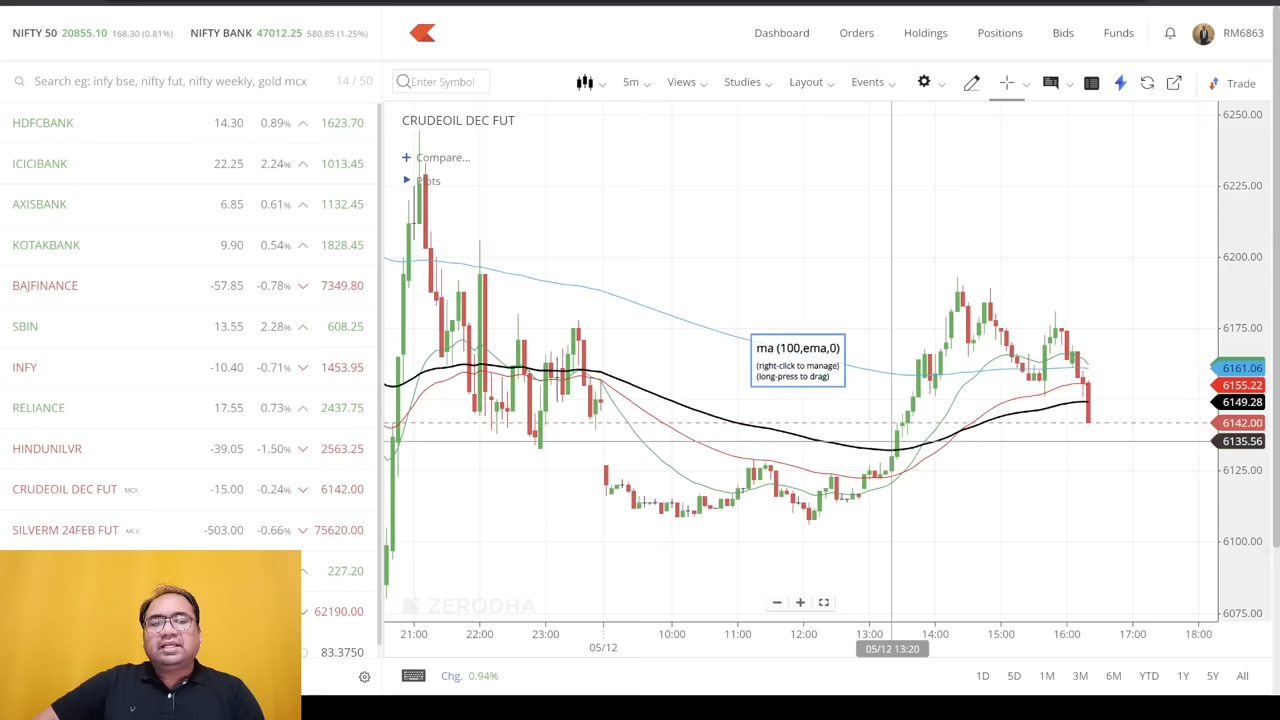 NIFTY 50 20855.10 168.30 (0.81%) NIFTY BANK 47012.25 580.85 (1.25%)
Dashboard Orders Holdings Positions Bids Funds RM6863
Search eg: infy bse, nifty fut, nifty weekly, gold mcx 14 / 50
Enter Symbol 5m Views Studies Layout Events Trade
HDFCBANK 14.30 0.89% 1623.70
ICICIBANK 22.25 2.24% 1013.45
AXISBANK 6.85 0.61% 1132.45
KOTAKBANK 9.90 0.54% 1828.45
BAJFINANCE -57.85 -0.78% 7349.80
SBIN 13.55 2.28% 608.25
INFY -10.40 -0.71% 1453.95
RELIANCE 17.55 0.73% 2437.75
HINDUNILVR -39.05 -1.50% 2563.25
CRUDEOIL DEC FUT MCX -15.00 -0.24% 6142.00
SILVERM 24FEB FUT MCX -503.00 -0.66% 75620.00
227.20
62190.00
83.3750
CRUDEOIL DEC FUT
Compare...
Plots
ma (100,ema,0)
(right-click to manage)
(long-press to drag)
6250.00
6225.00
6200.00
6175.00
6161.06
6155.22
6149.28
6142.00
6135.56
6125.00
6100.00
6075.00
ZERODHA
21:00 22:00 23:00 10:00 11:00 12:00 13:00 14:00 15:00 16:00 17:00 18:00
05/12 05/12 13:20
Chg. 0.94% 1D 5D 1M 3M 6M YTD 1Y 5Y All